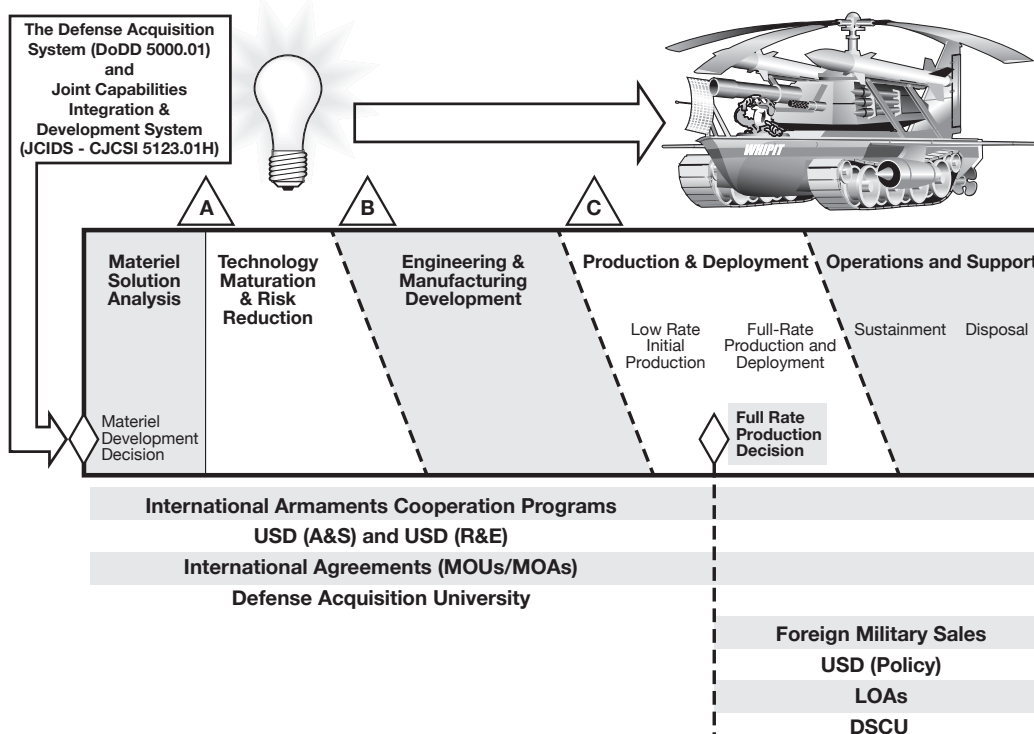 The Defense Acquisition
System (DoDD 5000.01)
and
Joint Capabilities
Integration &
Development System
(JCIDS - CJCSI 5123.01H)
WHIPIT
A
B
C
Materiel
Solution
Analysis
Technology
Maturation
& Risk
Reduction
Engineering &
Manufacturing
Development
Production & Deployment
Operations and Support
Low Rate
Initial
Production
Full-Rate
Production and
Deployment
Sustainment
Disposal
Materiel
Development
Decision
Full Rate
Production
Decision
International Armaments Cooperation Programs
USD (A&S) and USD (R&E)
International Agreements (MOUs/MOAs)
Defense Acquisition University
Foreign Military Sales
USD (Policy)
LOAs
DSCU